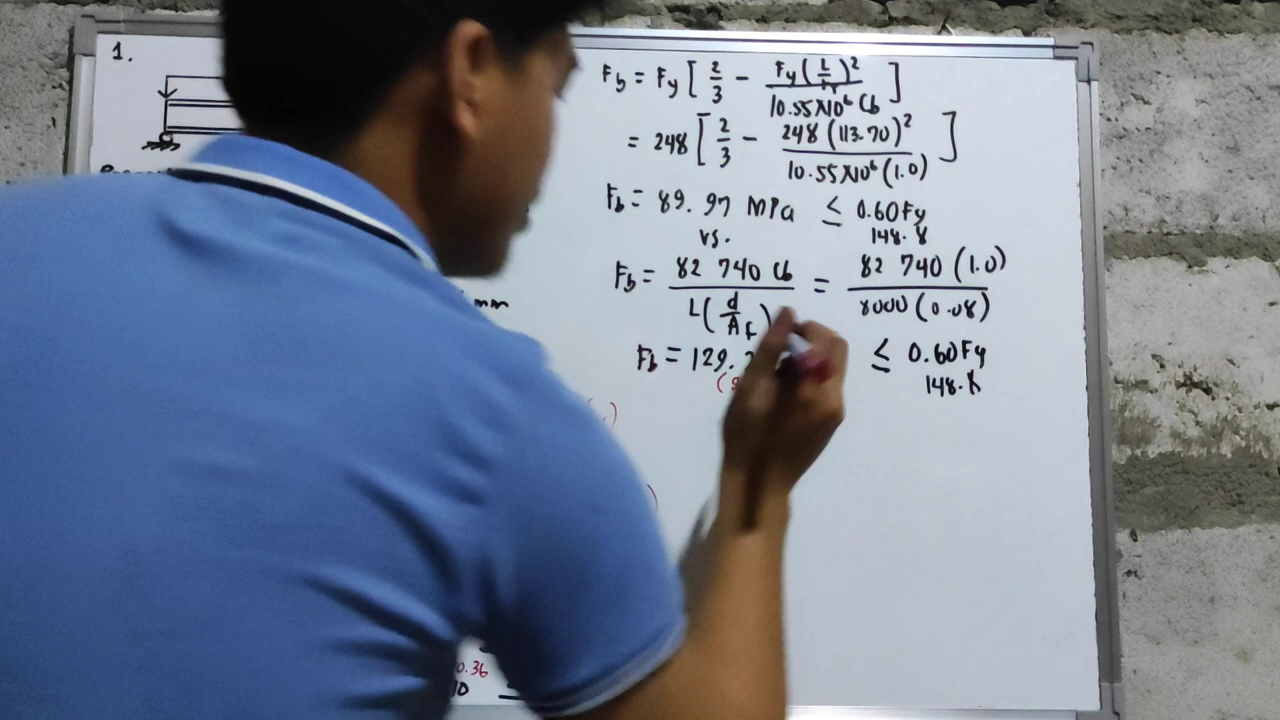 1.
Fb = Fy [ 2/3 - Fy(L/rt)² / 10.55x10⁶ Cb ]
= 248 [ 2/3 - 248 (113.70)² / 10.55x10⁶ (1.0) ]
Fb = 89.97 MPa ≤ 0.60Fy
vs. 148.8
Fb = 82 740 Cb / L(d/Af) = 82 740 (1.0) / 8000 (0.08)
mm
Fb = 129. ≤ 0.60Fy
148.8
0.36
10